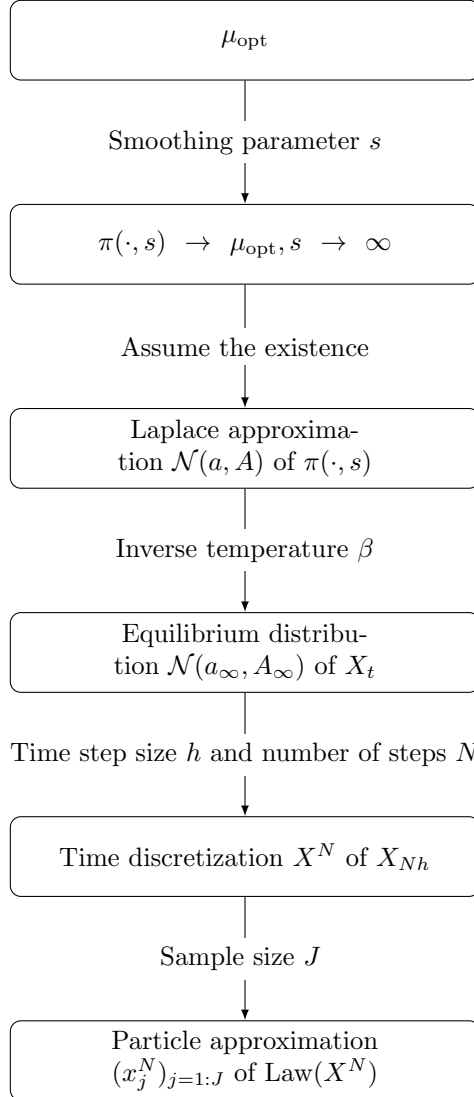 μ_opt
Smoothing parameter s
π(·, s) → μ_opt, s → ∞
Assume the existence
Laplace approxima-
tion 𝒩(a, A) of π(·, s)
Inverse temperature β
Equilibrium distribu-
tion 𝒩(a_∞, A_∞) of X_t
Time step size h and number of steps N
Time discretization X^N of X_{Nh}
Sample size J
Particle approximation
(x_j^N)_{j=1:J} of Law(X^N)